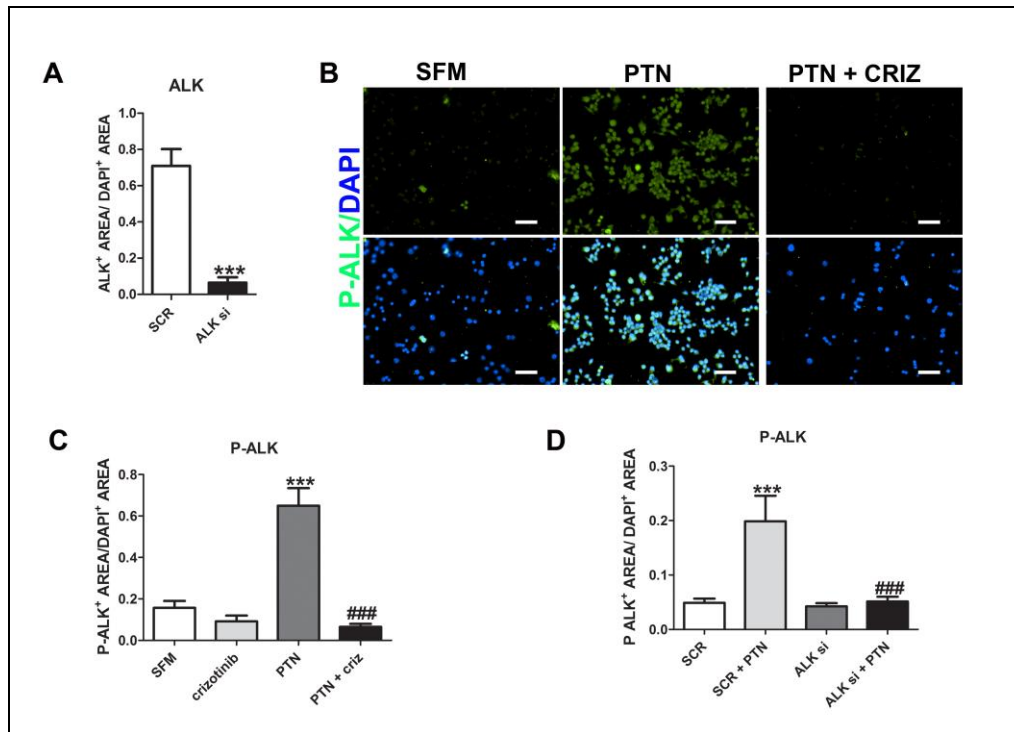 A
ALK
ALK⁺ AREA/ DAPI⁺ AREA
1.0
0.8
0.6
0.4
0.2
0.0
***
SCR
ALK si
B
SFM
PTN
PTN + CRIZ
P-ALK/DAPI
C
P-ALK
P-ALK⁺ AREA/DAPI⁺ AREA
0.8
0.6
0.4
0.2
0.0
***
###
SFM
crizotinib
PTN
PTN + criz
D
P-ALK
P ALK⁺ AREA/ DAPI⁺ AREA
0.3
0.2
0.1
0.0
***
###
SCR
SCR + PTN
ALK si
ALK si + PTN